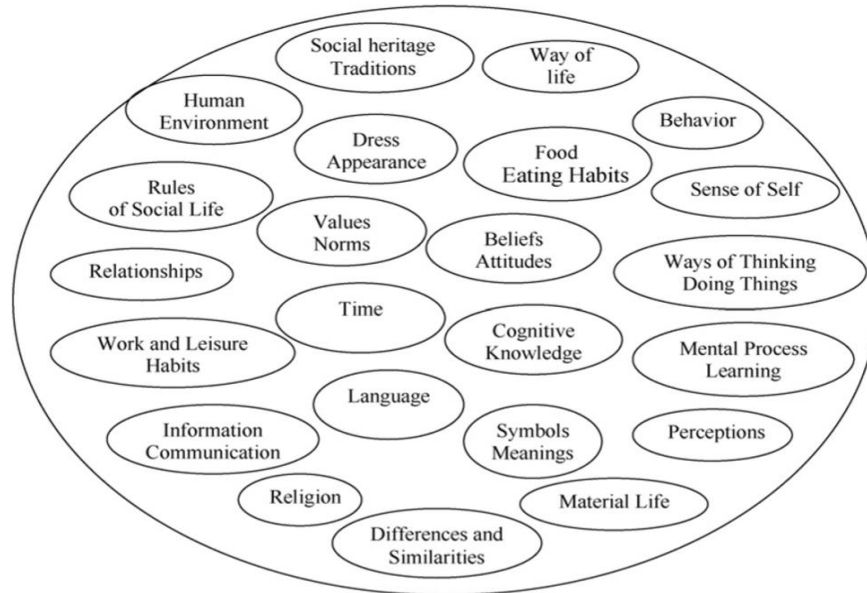 Social heritage
Traditions
Way of
life
Human
Environment
Behavior
Dress
Appearance
Food
Eating Habits
Rules
of Social Life
Sense of Self
Values
Norms
Beliefs
Attitudes
Relationships
Ways of Thinking
Doing Things
Time
Cognitive
Knowledge
Work and Leisure
Habits
Mental Process
Learning
Language
Information
Communication
Symbols
Meanings
Perceptions
Religion
Material Life
Differences and
Similarities